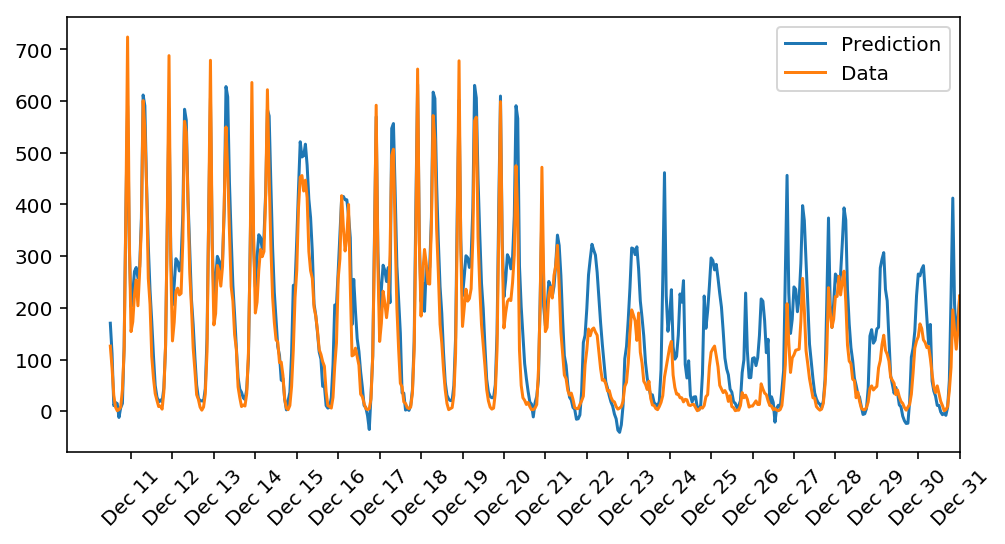 700
600
500
400
300
200
100
0
Prediction
Data
Dec 11
Dec 12
Dec 13
Dec 14
Dec 15
Dec 16
Dec 17
Dec 18
Dec 19
Dec 20
Dec 21
Dec 22
Dec 23
Dec 24
Dec 25
Dec 26
Dec 27
Dec 28
Dec 29
Dec 30
Dec 31